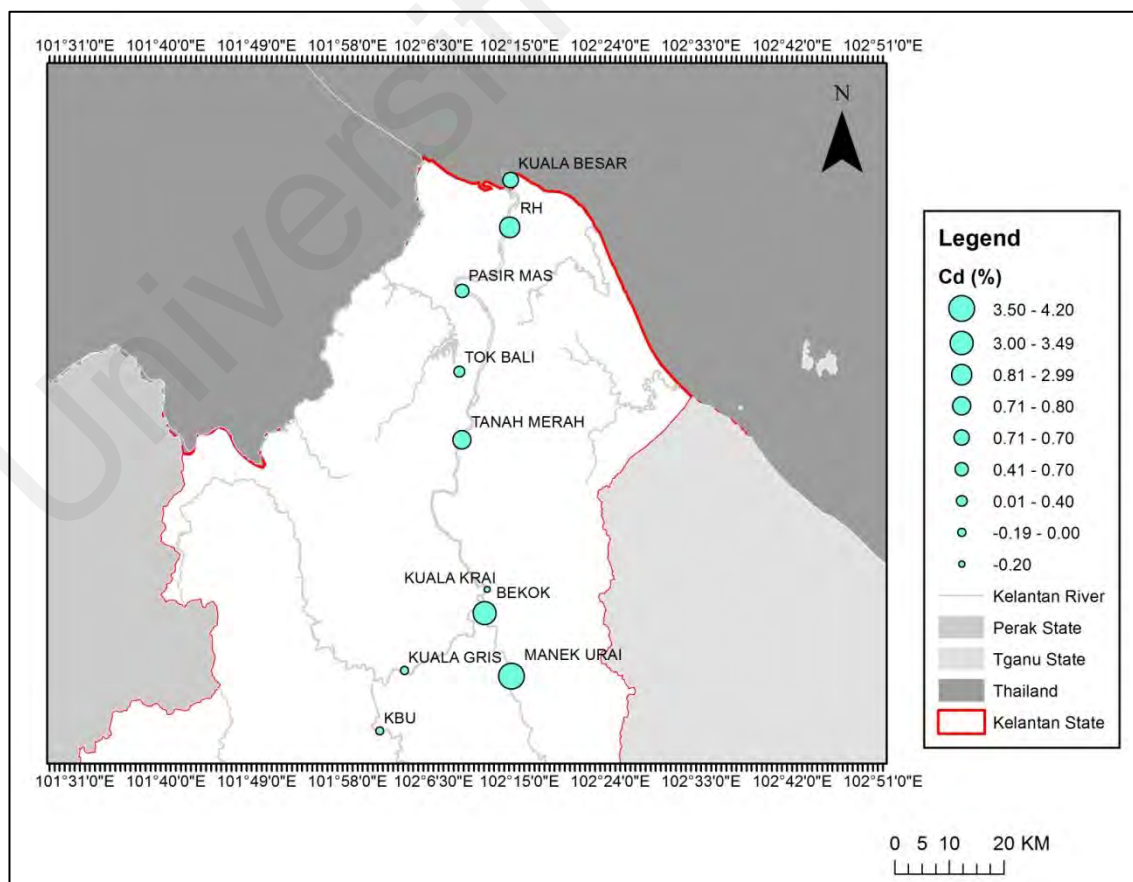 Universit
101°31'0"E 101°40'0"E 101°49'0"E 101°58'0"E 102°6'30"E 102°15'0"E 102°24'0"E 102°33'0"E 102°42'0"E 102°51'0"E
N
KUALA BESAR
RH
PASIR MAS
TOK BALI
TANAH MERAH
KUALA KRAI
BEKOK
KUALA GRIS
MANEK URAI
KBU
101°31'0"E 101°40'0"E 101°49'0"E 101°58'0"E 102°6'30"E 102°15'0"E 102°24'0"E 102°33'0"E 102°42'0"E 102°51'0"E
Legend
Cd (%)
3.50 - 4.20
3.00 - 3.49
0.81 - 2.99
0.71 - 0.80
0.71 - 0.70
0.41 - 0.70
0.01 - 0.40
-0.19 - 0.00
-0.20
Kelantan River
Perak State
Tganu State
Thailand
Kelantan State
0 5 10 20 KM